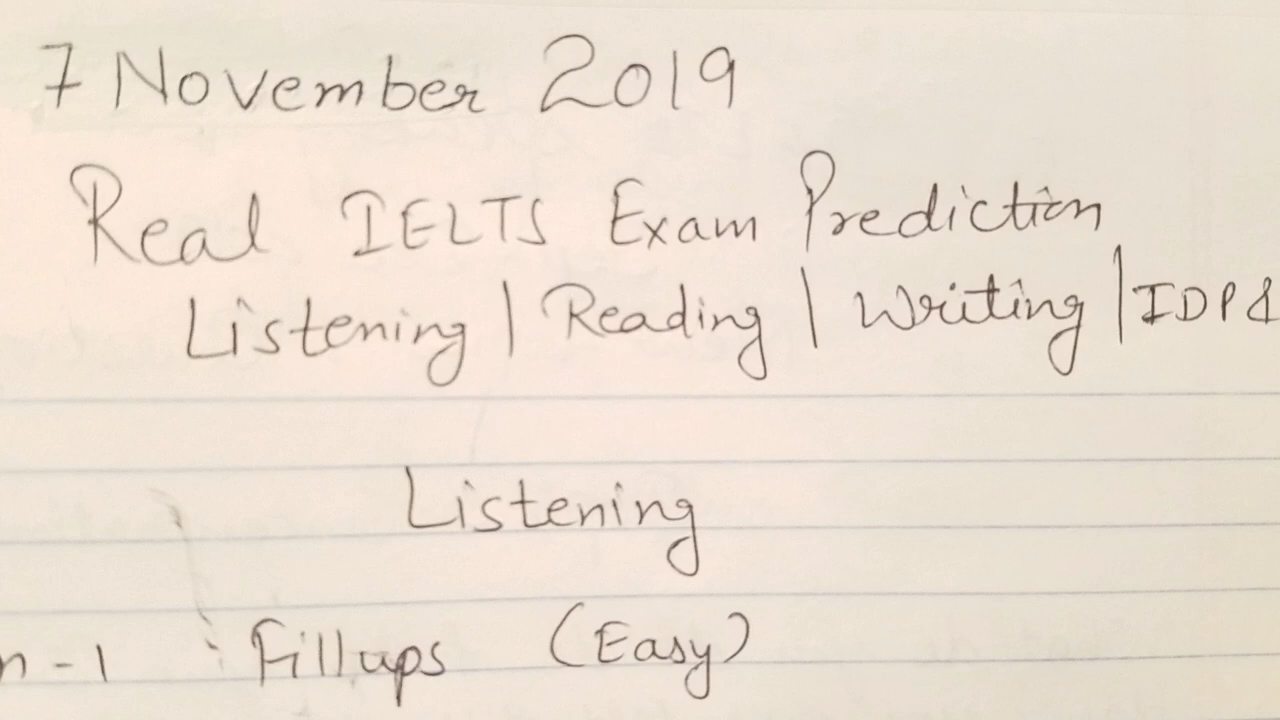 7 November 2019
Real IELTS Exam Prediction
Listening | Reading | Writing | IDP &
Listening
n - 1 : Fillups (Easy)